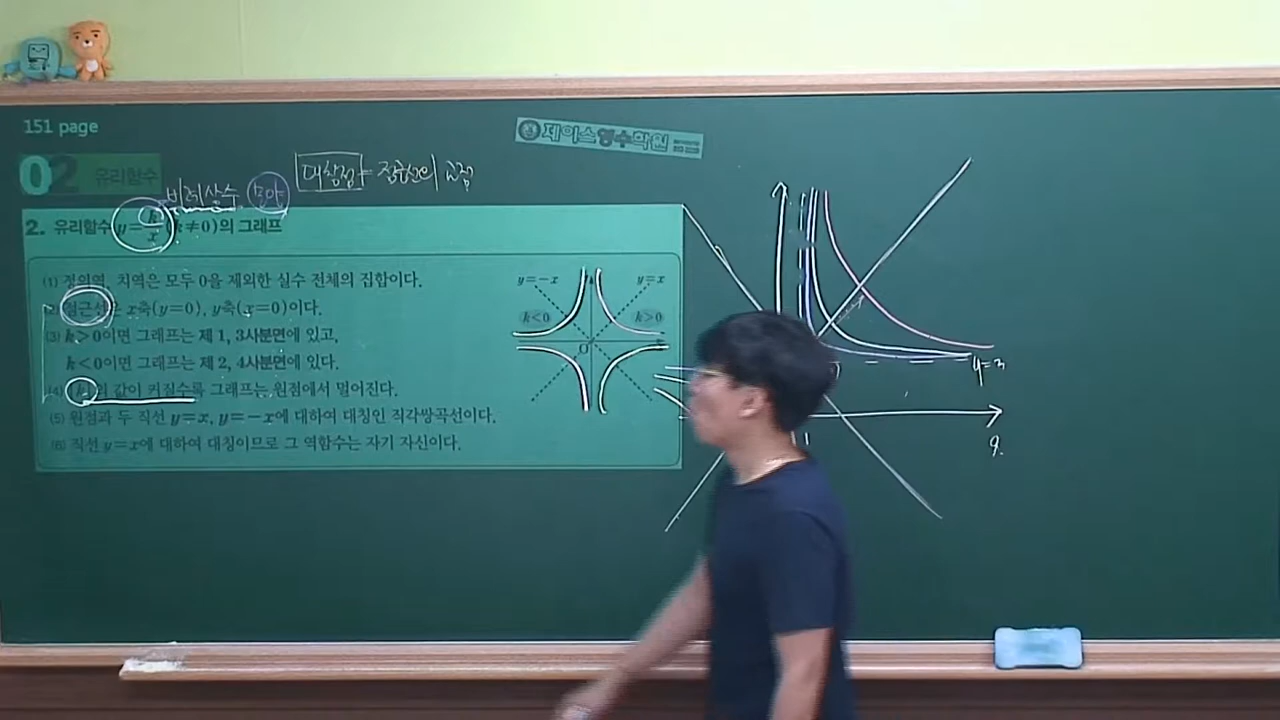 151 page
제이스영수학원
02 유리함수
대칭점 = 점근선의 교점
비례상수 모양
2. 유리함수 y=k/x (k≠0)의 그래프
(1) 정의역, 치역은 모두 0을 제외한 실수 전체의 집합이다.
(2) 점근선은 x축(y=0), y축(x=0)이다.
(3) k>0이면 그래프는 제 1, 3사분면에 있고,
k<0이면 그래프는 제 2, 4사분면에 있다.
(4) |k|의 값이 커질수록 그래프는 원점에서 멀어진다.
(5) 원점과 두 직선 y=x, y=-x에 대하여 대칭인 직각쌍곡선이다.
(6) 직선 y=x에 대하여 대칭이므로 그 역함수는 자기 자신이다.
y=-x y=x
k<0 k>0
O
1